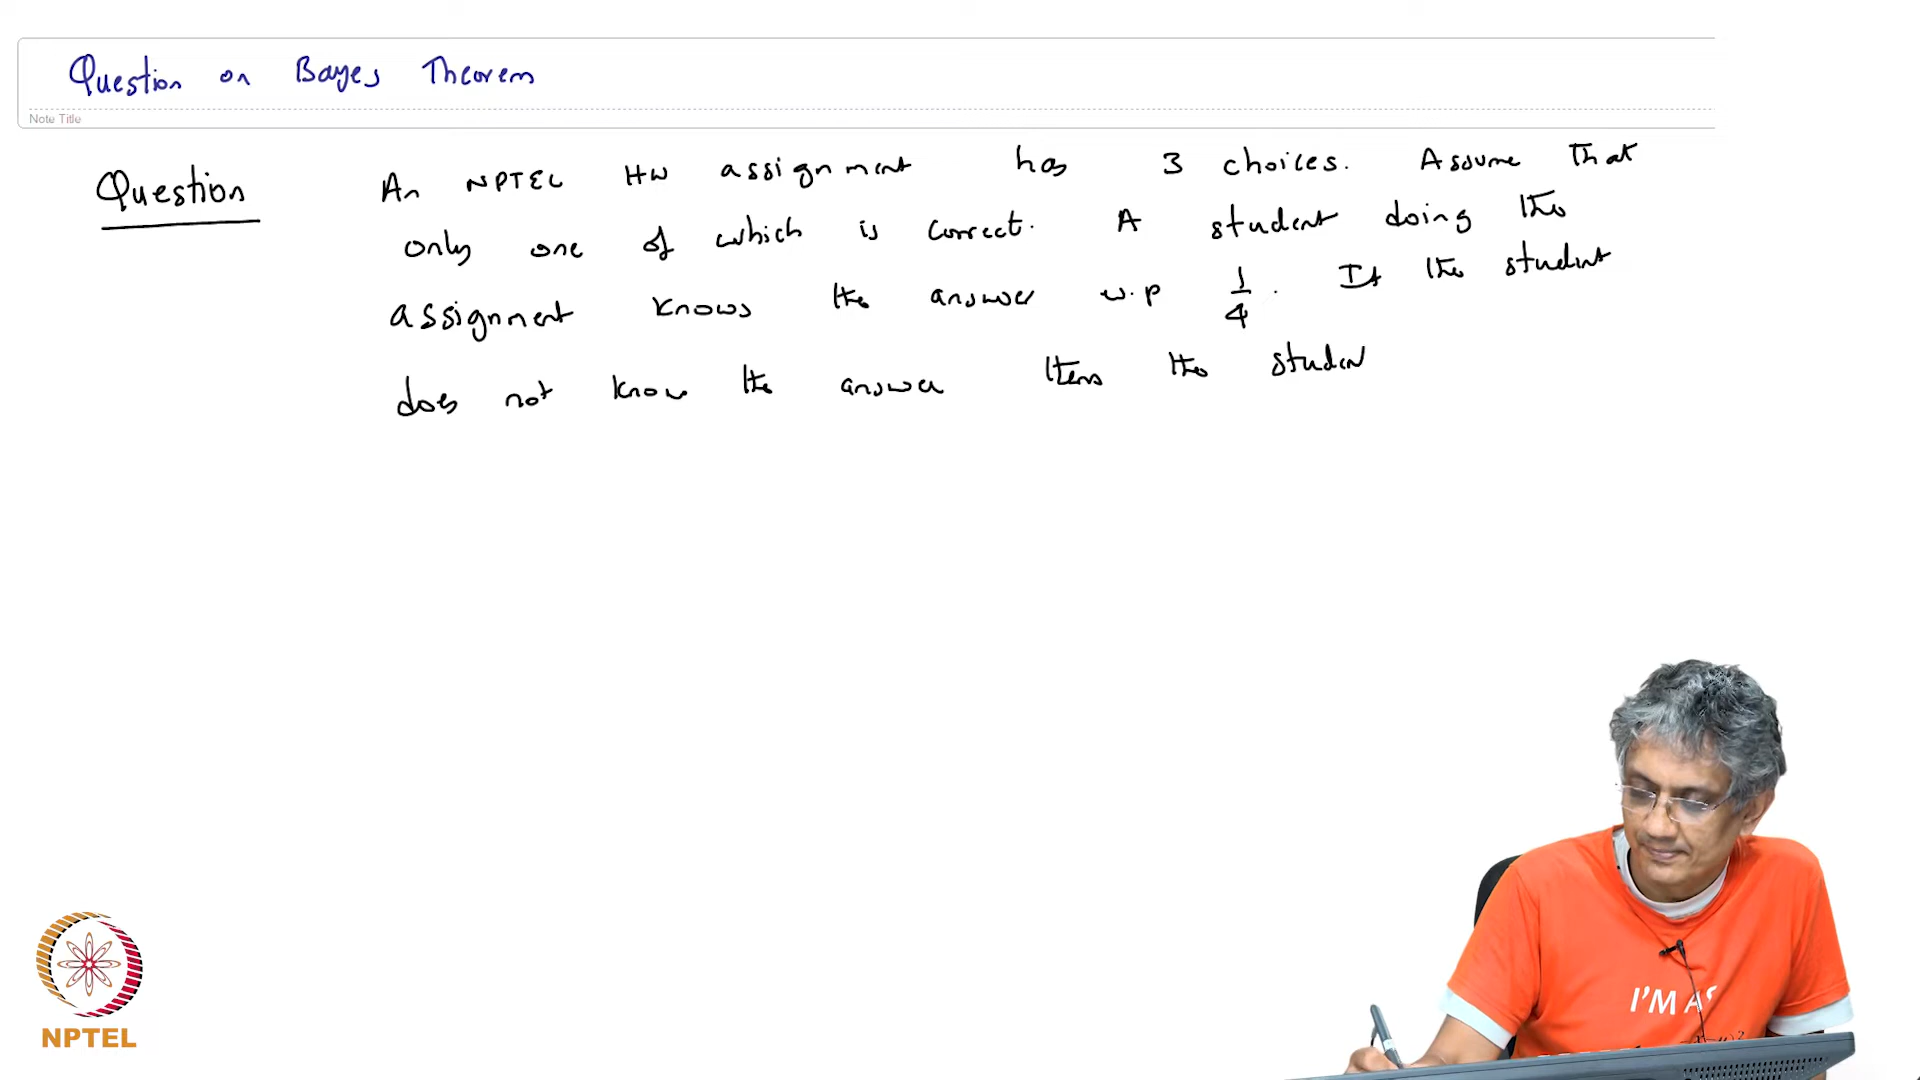 Question on Bayes Theorem
Note Title
Question An NPTEL HW assignment has 3 choices. Assume that
only one of which is correct. A student doing the
assignment knows the answer w.p 1/4. If the student
does not know the answer then the student
I'M AS
NPTEL